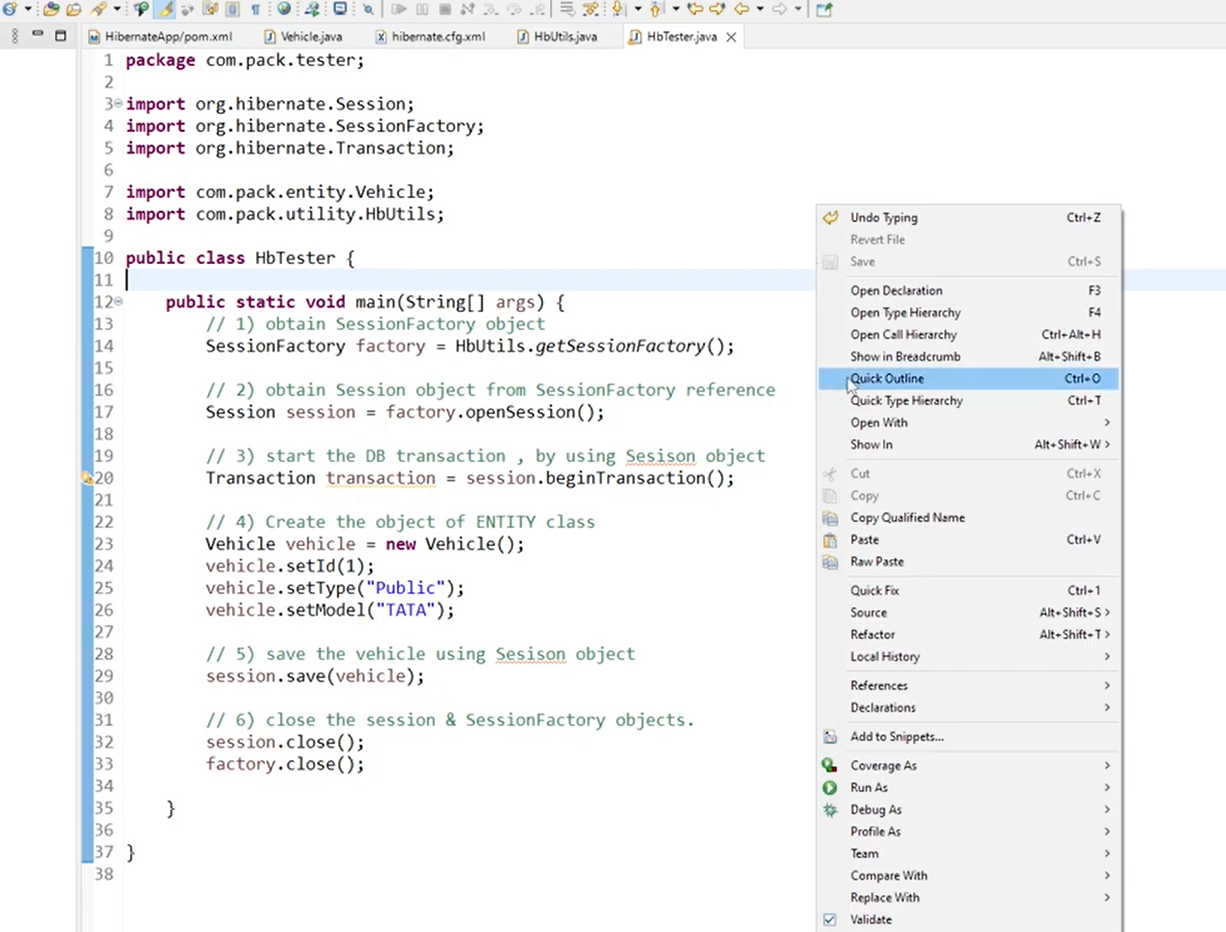 HibernateApp/pom.xml Vehicle.java hibernate.cfg.xml HbUtils.java HbTester.java
1 package com.pack.tester;
2
3 import org.hibernate.Session;
4 import org.hibernate.SessionFactory;
5 import org.hibernate.Transaction;
6
7 import com.pack.entity.Vehicle;
8 import com.pack.utility.HbUtils;
9
10 public class HbTester {
11
12 public static void main(String[] args) {
13 // 1) obtain SessionFactory object
14 SessionFactory factory = HbUtils.getSessionFactory();
15
16 // 2) obtain Session object from SessionFactory reference
17 Session session = factory.openSession();
18
19 // 3) start the DB transaction , by using Sesison object
20 Transaction transaction = session.beginTransaction();
21
22 // 4) Create the object of ENTITY class
23 Vehicle vehicle = new Vehicle();
24 vehicle.setId(1);
25 vehicle.setType("Public");
26 vehicle.setModel("TATA");
27
28 // 5) save the vehicle using Sesison object
29 session.save(vehicle);
30
31 // 6) close the session & SessionFactory objects.
32 session.close();
33 factory.close();
34
35 }
36
37 }
38
Undo Typing Ctrl+Z
Revert File
Save Ctrl+S
Open Declaration F3
Open Type Hierarchy F4
Open Call Hierarchy Ctrl+Alt+H
Show in Breadcrumb Alt+Shift+B
Quick Outline Ctrl+O
Quick Type Hierarchy Ctrl+T
Open With >
Show In Alt+Shift+W >
Cut Ctrl+X
Copy Ctrl+C
Copy Qualified Name
Paste Ctrl+V
Raw Paste
Quick Fix Ctrl+1
Source Alt+Shift+S >
Refactor Alt+Shift+T >
Local History >
References >
Declarations >
Add to Snippets...
Coverage As >
Run As >
Debug As >
Profile As >
Team >
Compare With >
Replace With >
Validate